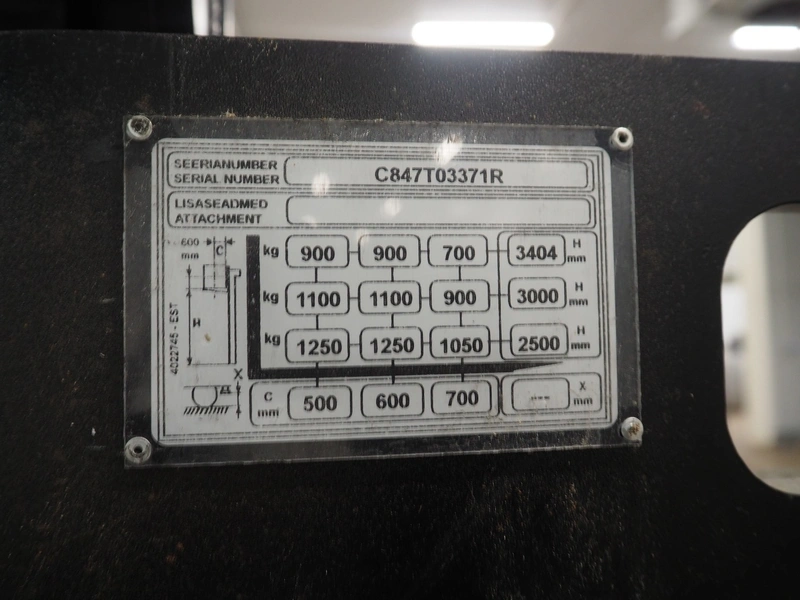 SEERIANUMBER
SERIAL NUMBER C847T03371R
LISASEADMED
ATTACHMENT
600 mm C
kg 900 900 700 3404 H mm
kg 1100 1100 900 3000 H mm
kg 1250 1250 1050 2500 H mm
H
X
C mm 500 600 700 --- X mm
4022745 - EST